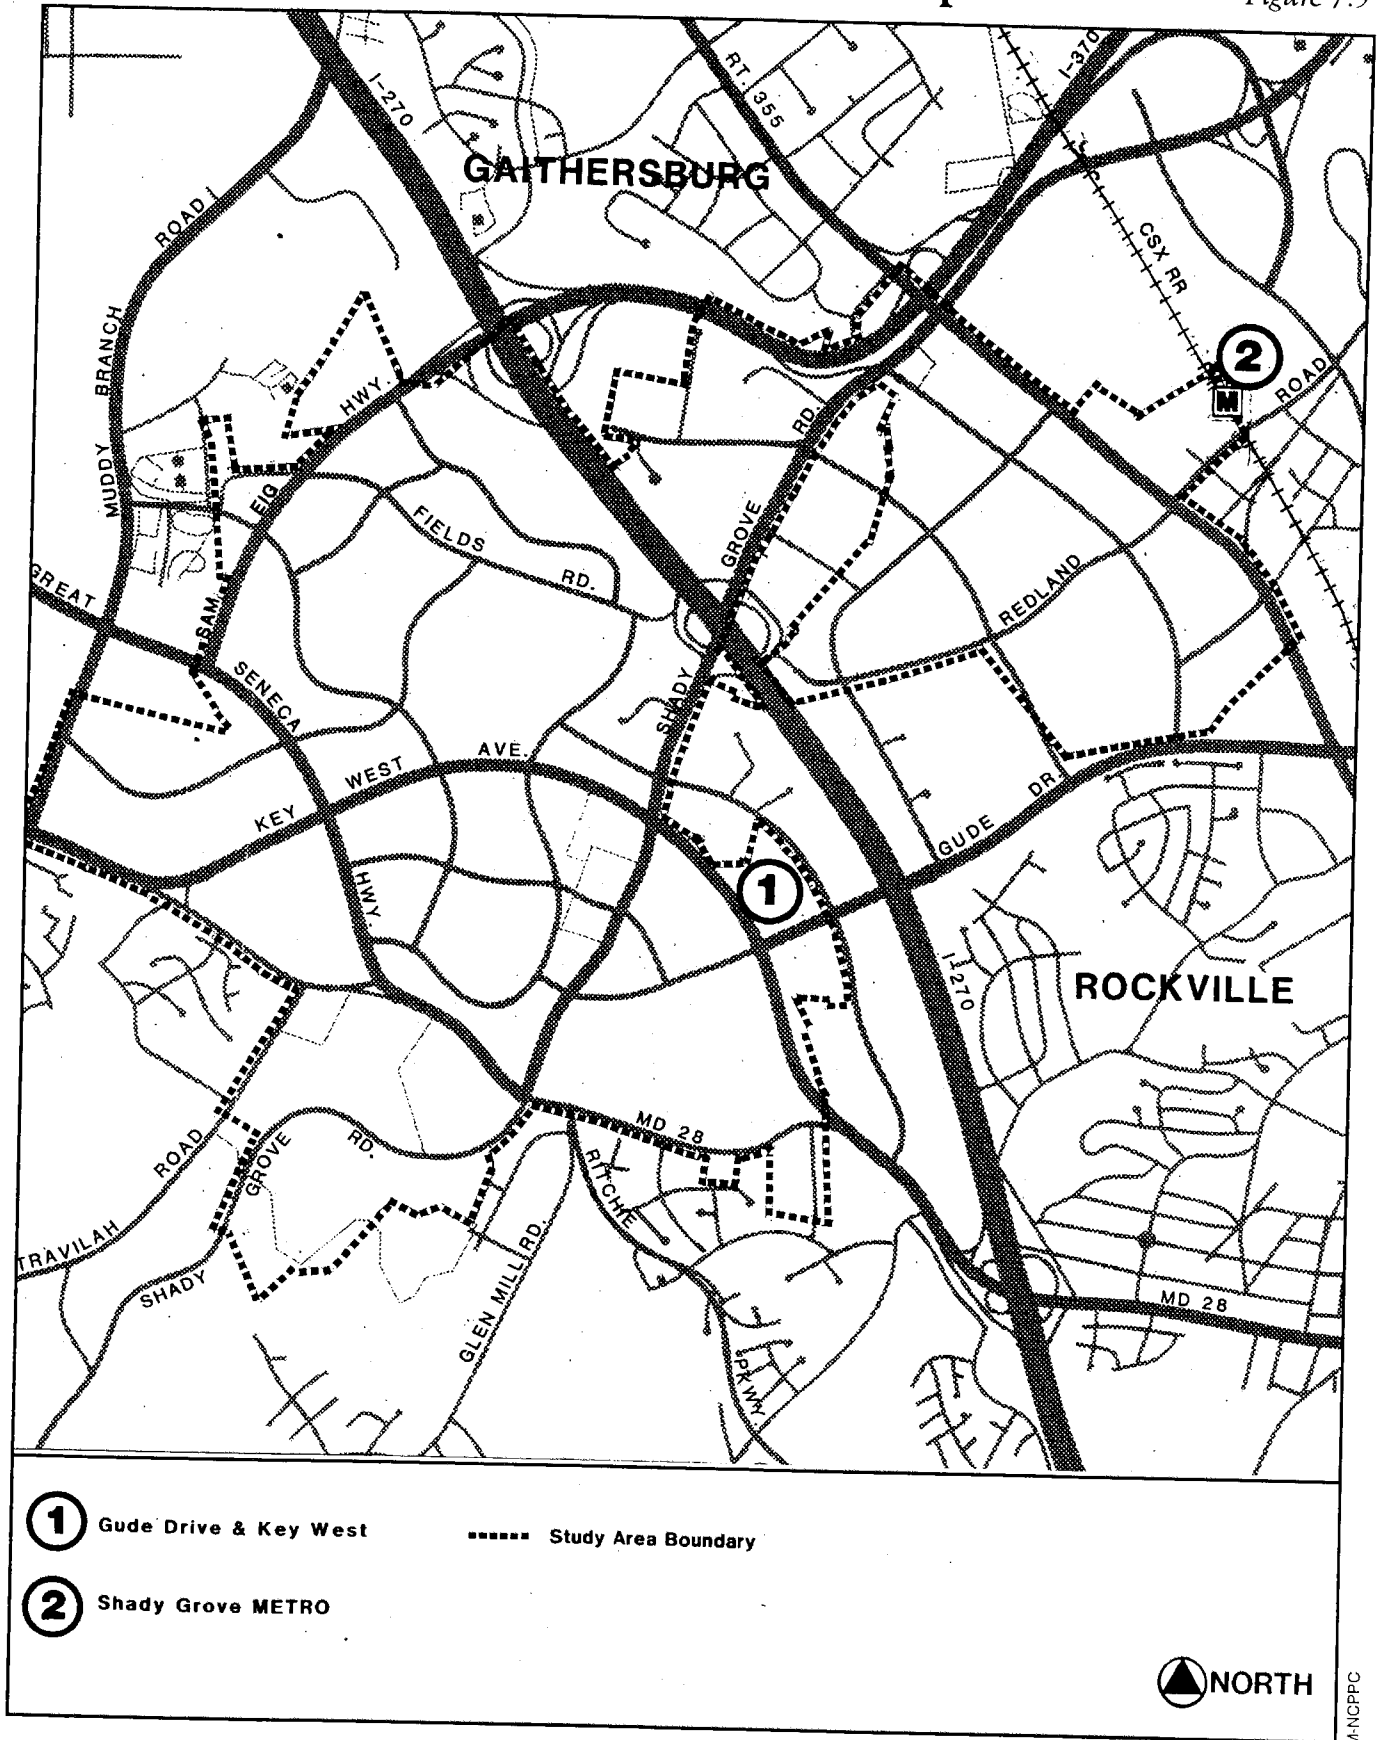 Figure 7.
I-270
RT. 355
I-370
GAITHERSBURG
ROAD
CSX RR
MUDDY BRANCH
2
M
ROAD
HWY.
RD.
EIG
FIELDS RD.
GROVE
REDLAND
GREAT
SAM
SENECA
SHADY
KEY WEST AVE.
DR.
GUDE
HWY.
1
I-270
ROCKVILLE
MD 28
ROAD
GROVE
RD.
RITCHIE
TRAVILAH
SHADY
GLEN MILL RD.
MD 28
PKWY.
1 Gude Drive & Key West
Study Area Boundary
2 Shady Grove METRO
NORTH
M-NCPPC